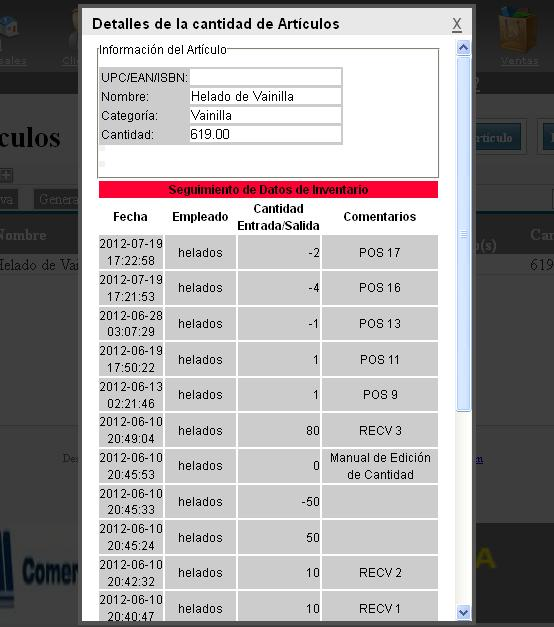 Detalles de la cantidad de Artículos
X
Información del Artículo
UPC/EAN/ISBN:
Nombre: Helado de Vainilla
Categoría: Vainilla
Cantidad: 619.00
Seguimiento de Datos de Inventario
Fecha Empleado Cantidad Entrada/Salida Comentarios
2012-07-19 17:22:58 helados -2 POS 17
2012-07-19 17:21:53 helados -4 POS 16
2012-06-28 03:07:29 helados -1 POS 13
2012-06-19 17:50:22 helados 1 POS 11
2012-06-13 02:21:46 helados 1 POS 9
2012-06-10 20:49:04 helados 80 RECV 3
2012-06-10 20:45:53 helados 0 Manual de Edición de Cantidad
2012-06-10 20:45:33 helados -50
2012-06-10 20:45:24 helados 50
2012-06-10 20:42:32 helados 10 RECV 2
2012-06-10 20:40:47 helados 10 RECV 1
Ventas
culos
rtículo
va
Genera
Nombre
(s)
Can
Helado de Vai
619
Des
m
Comer
A